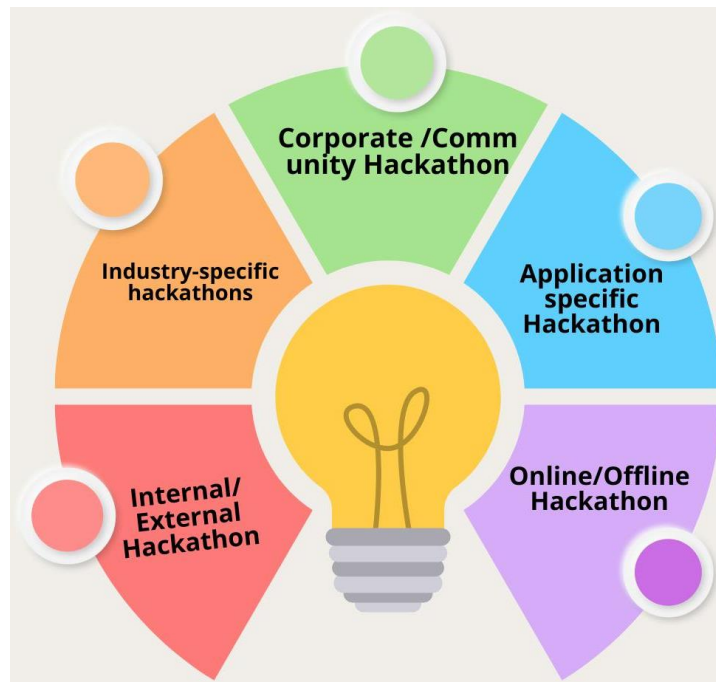 Corporate /Comm
unity Hackathon
Industry-specific
hackathons
Application
specific
Hackathon
Internal/
External
Hackathon
Online/Offline
Hackathon